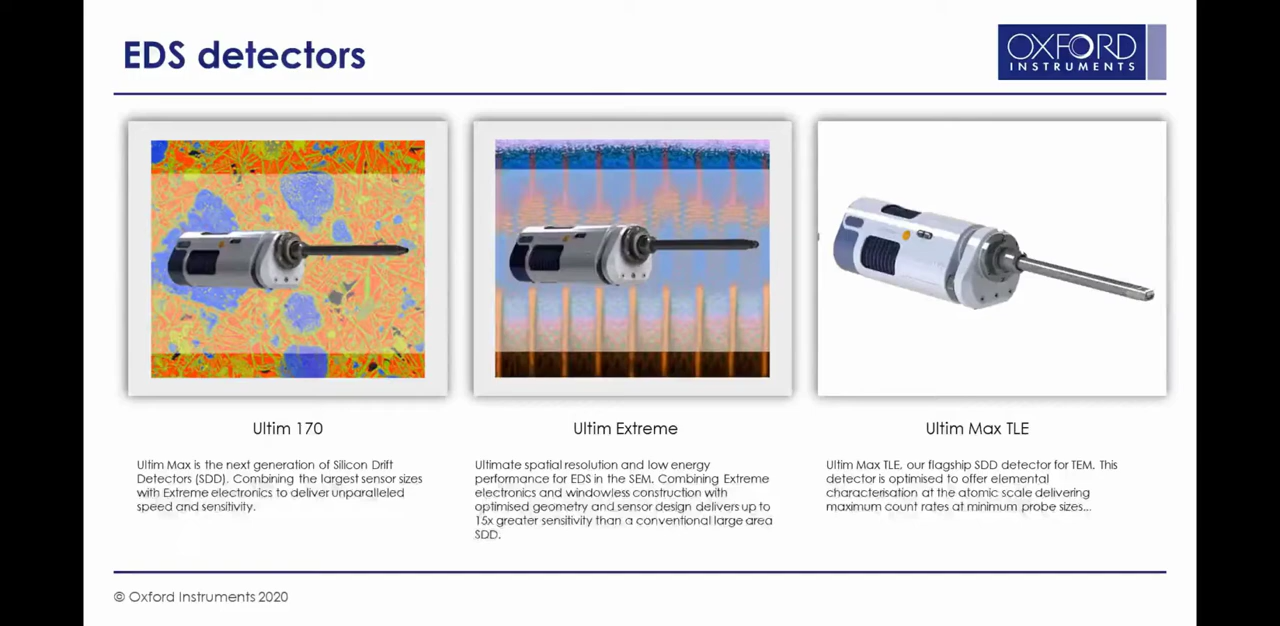 EDS detectors
OXFORD
INSTRUMENTS
Ultim 170
Ultim Max is the next generation of Silicon Drift
Detectors (SDD). Combining the largest sensor sizes
with Extreme electronics to deliver unparalleled
speed and sensitivity.
Ultim Extreme
Ultimate spatial resolution and low energy
performance for EDS in the SEM. Combining Extreme
electronics and windowless construction with
optimised geometry and sensor design delivers up to
15x greater sensitivity than a conventional large area
SDD.
Ultim Max TLE
Ultim Max TLE, our flagship SDD detector for TEM. This
detector is optimised to offer elemental
characterisation at the atomic scale delivering
maximum count rates at minimum probe sizes...
© Oxford Instruments 2020